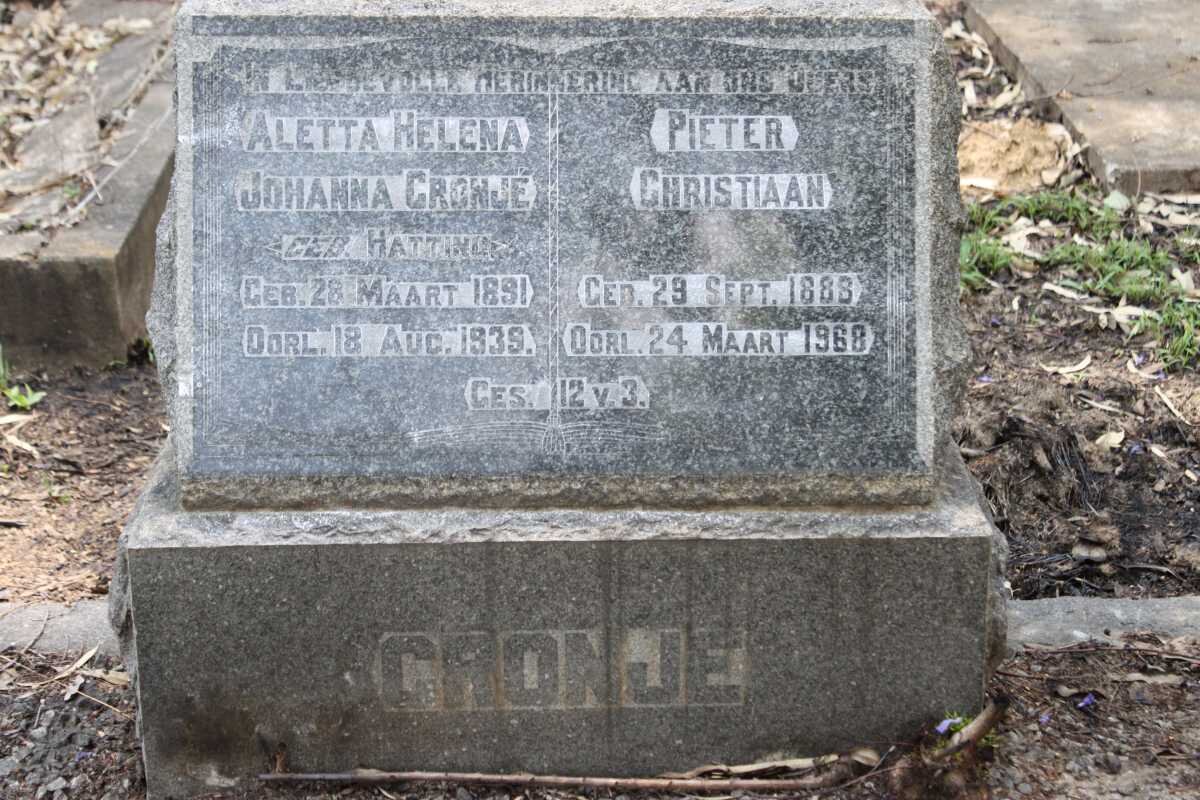 IN LIEFDEVOLLE HERINNERING AAN ONS OUERS
ALETTA HELENA
JOHANNA CRONJÉ
GEB. HATTING
GEB. 28 MAART 1891
OORL. 18 AUG. 1939.
PIETER
CHRISTIAAN
GEB. 29 SEPT. 1888
OORL. 24 MAART 1968
GES. 12 V. 3.
CRONJE